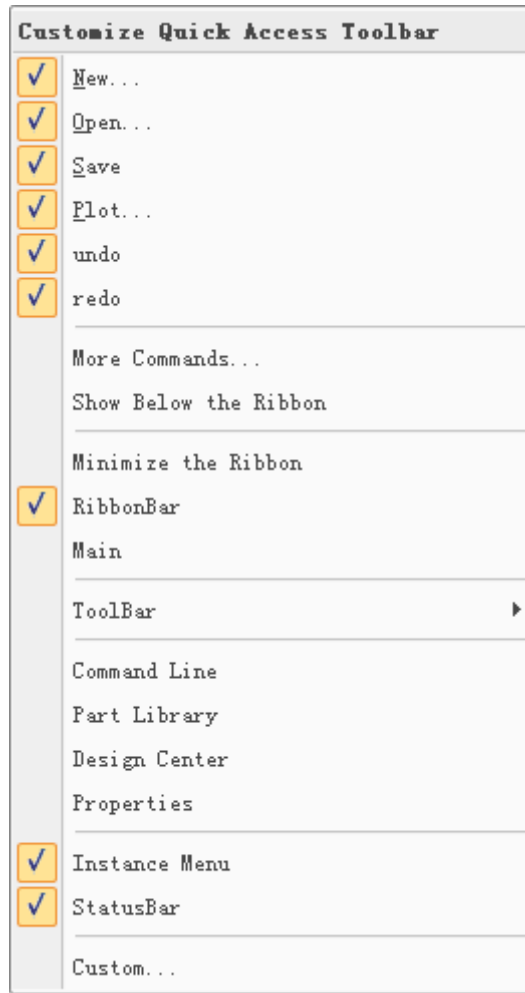 Customize Quick Access Toolbar
New...
Open...
Save
Plot...
undo
redo
More Commands...
Show Below the Ribbon
Minimize the Ribbon
RibbonBar
Main
ToolBar
Command Line
Part Library
Design Center
Properties
Instance Menu
StatusBar
Custom...